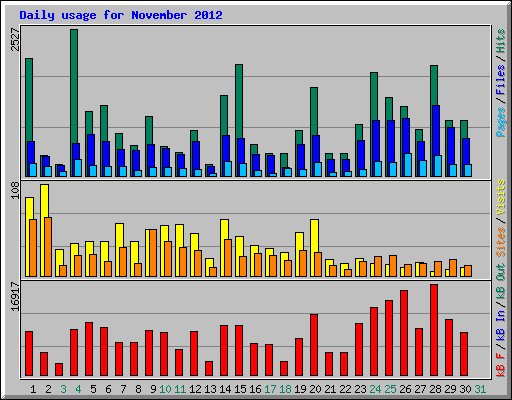 Daily usage for November 2012
2527
108
16917
Pages / Files / Hits
Sites / Visits
kB F / kB In / kB Out
1 2 3 4 5 6 7 8 9 10 11 12 13 14 15 16 17 18 19 20 21 22 23 24 25 26 27 28 29 30 31